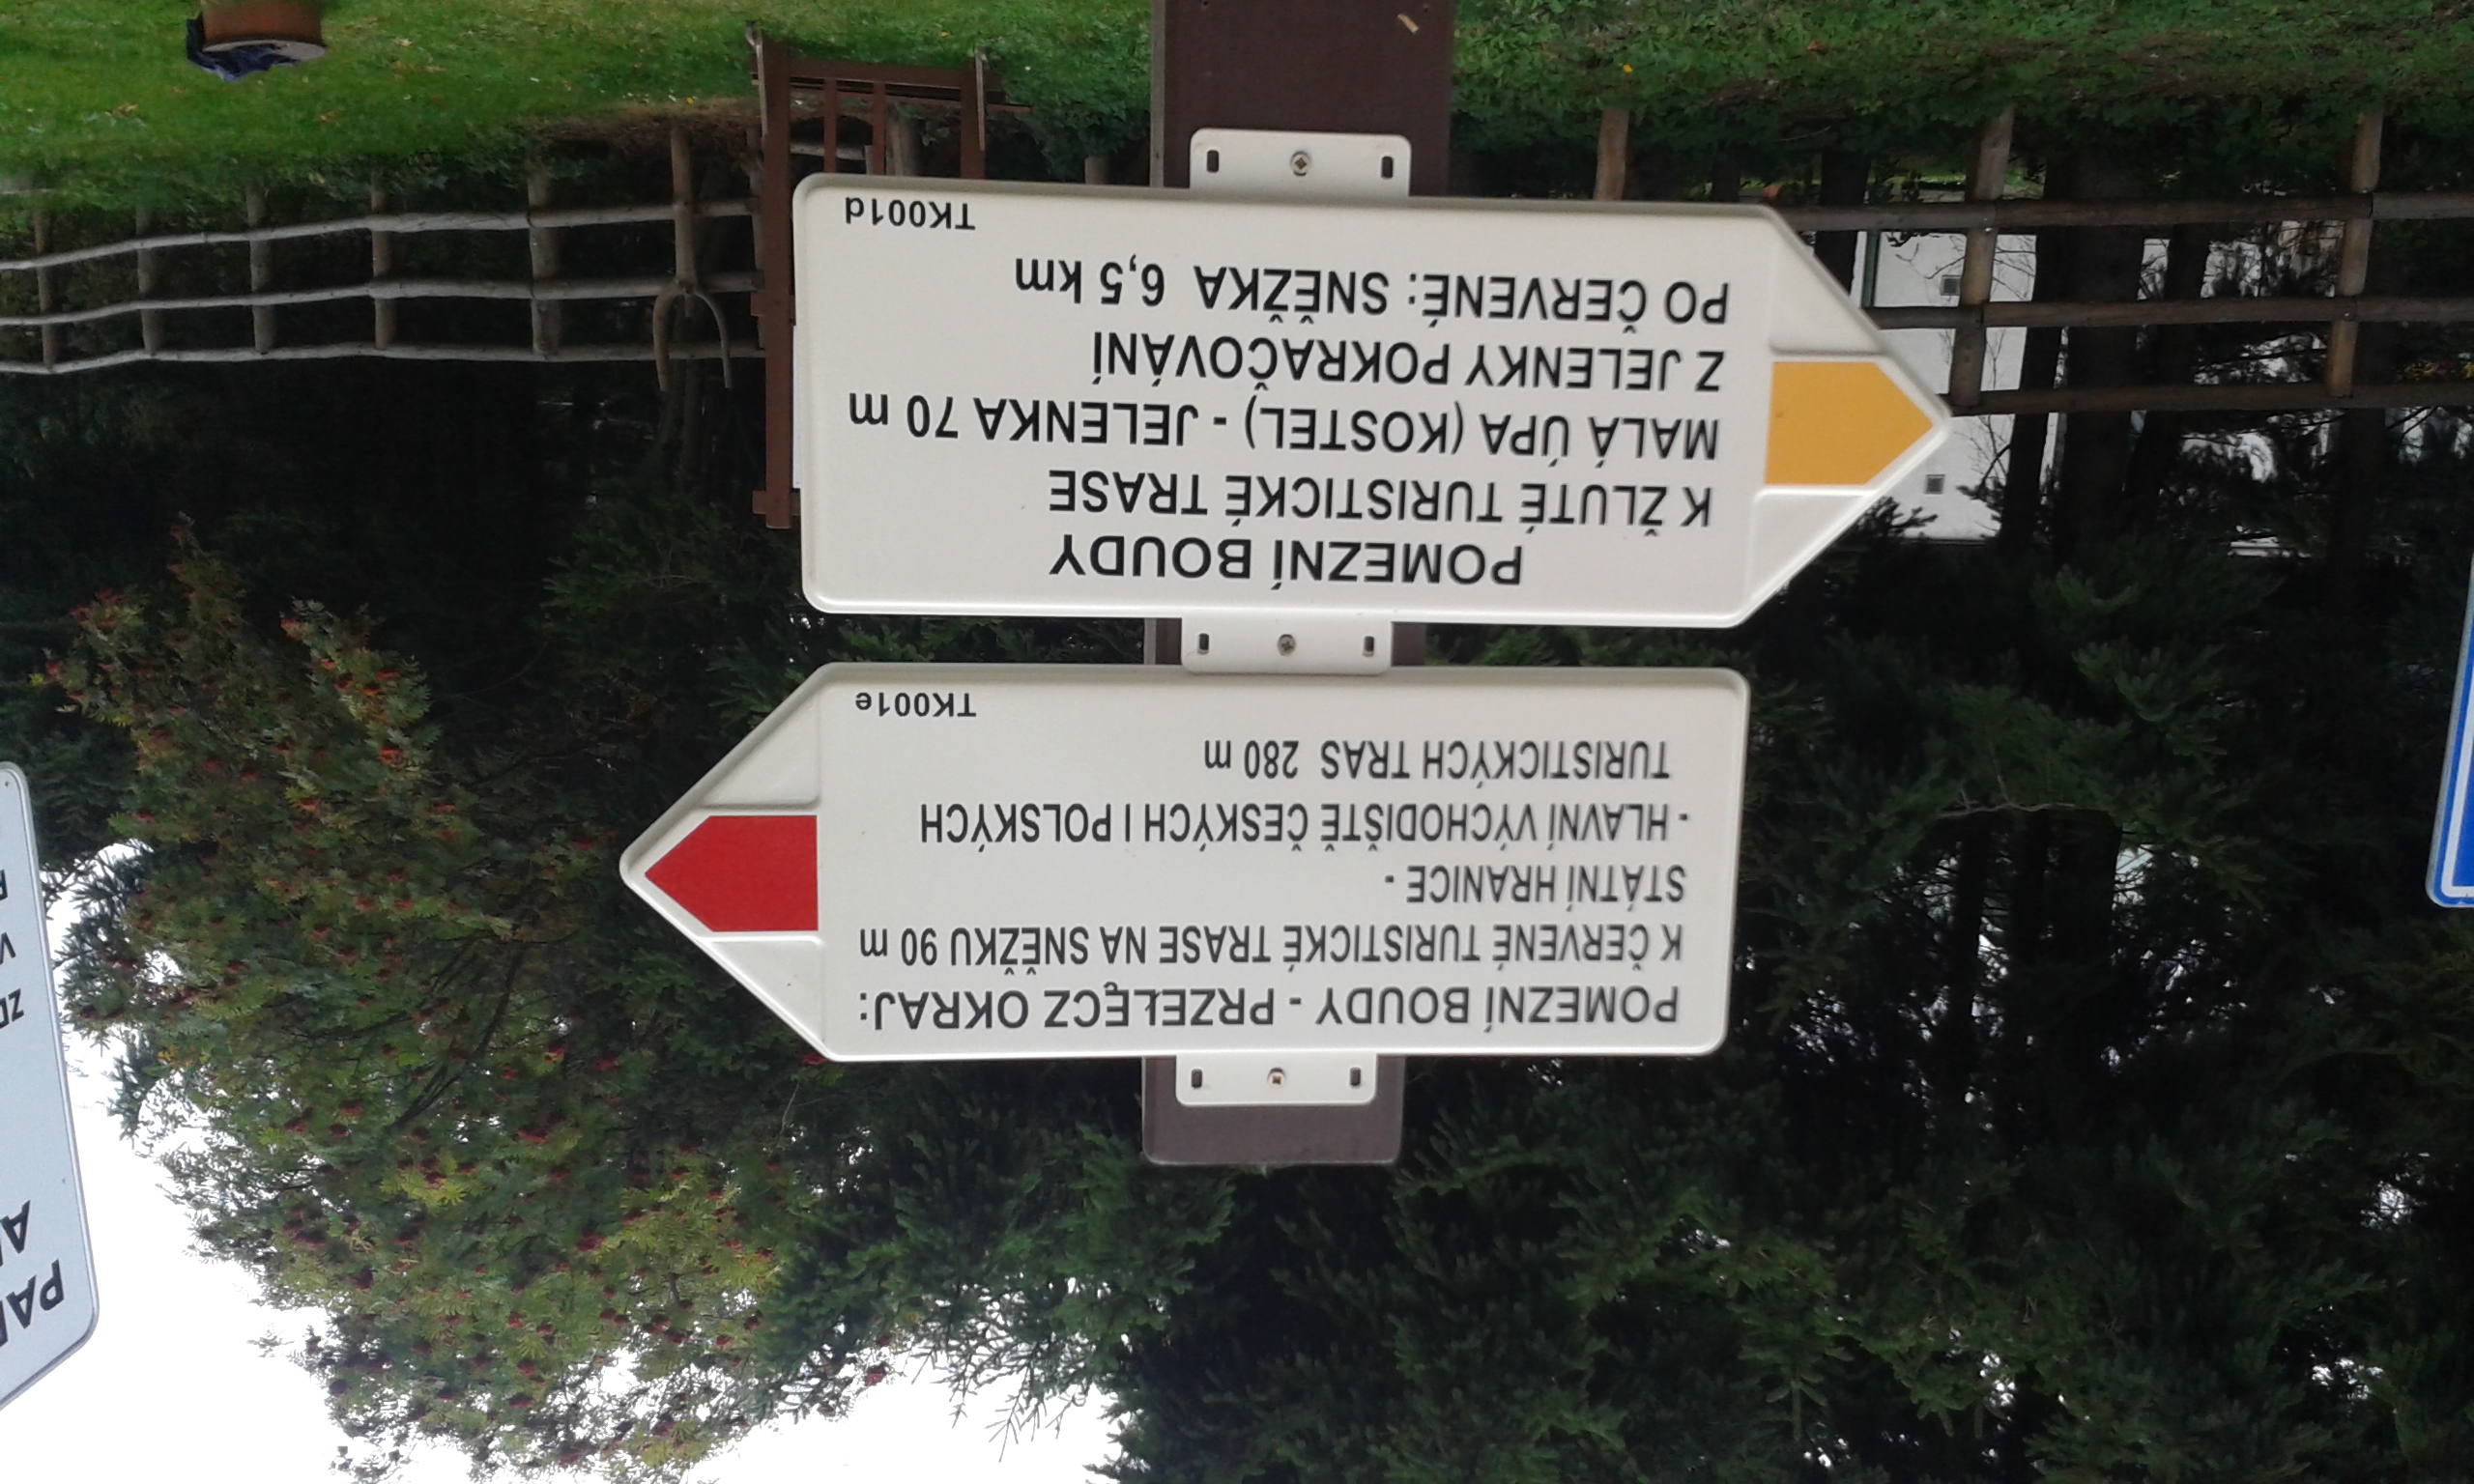 POMEZNÍ BOUDY - PRZEŁĘCZ OKRAJ:
K ČERVENÉ TURISTICKÉ TRASE NA SNĚŽKU 90 m
STÁTNÍ HRANICE -
- HLAVNÍ VÝCHODIŠTĚ ČESKÝCH I POLSKÝCH
TURISTICKÝCH TRAS 280 m
TK001e
POMEZNÍ BOUDY
K ŽLUTÉ TURISTICKÉ TRASE
MALÁ ÚPA (KOSTEL) - JELENKA 70 m
Z JELENKY POKRAČOVÁNÍ
PO ČERVENÉ: SNĚŽKA 6,5 km
TK001d